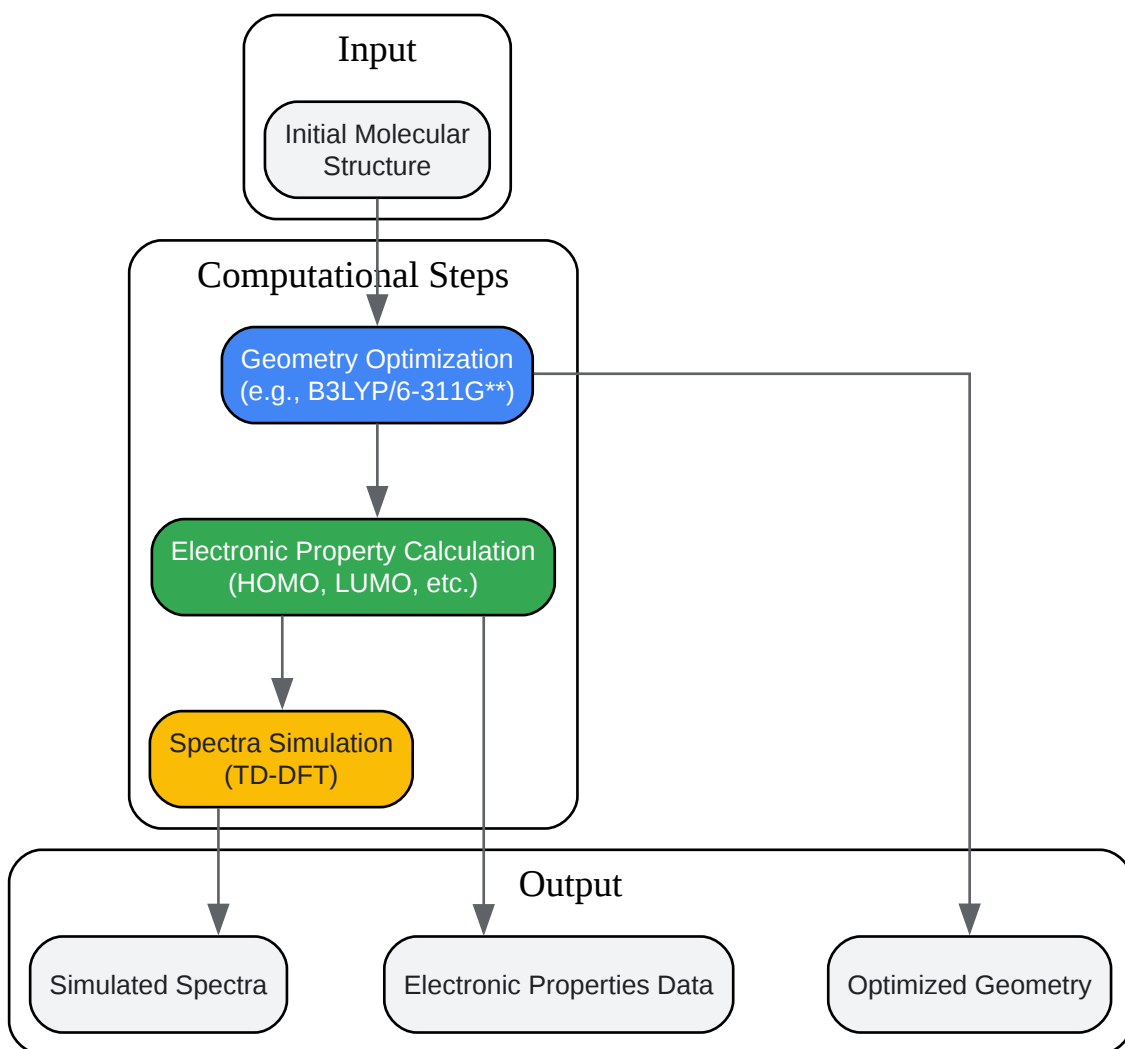 Input
Initial Molecular
Structure
Computational Steps
Geometry Optimization
(e.g., B3LYP/6-311G**)
Electronic Property Calculation
(HOMO, LUMO, etc.)
Spectra Simulation
(TD-DFT)
Output
Simulated Spectra
Electronic Properties Data
Optimized Geometry